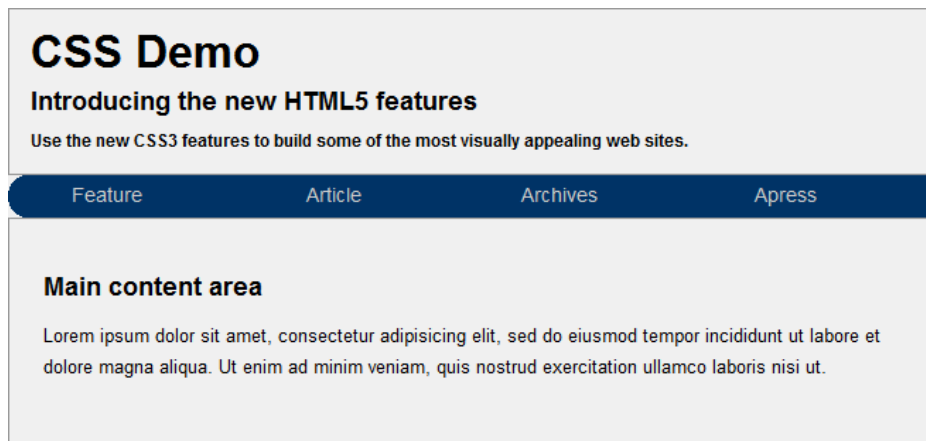 CSS Demo
Introducing the new HTML5 features
Use the new CSS3 features to build some of the most visually appealing web sites.
Feature Article Archives Apress
Main content area
Lorem ipsum dolor sit amet, consectetur adipisicing elit, sed do eiusmod tempor incididunt ut labore et
dolore magna aliqua. Ut enim ad minim veniam, quis nostrud exercitation ullamco laboris nisi ut.